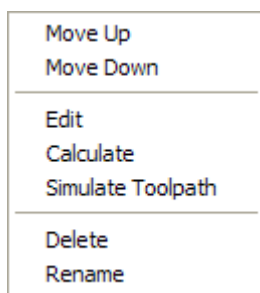 Move Up
Move Down
Edit
Calculate
Simulate Toolpath
Delete
Rename